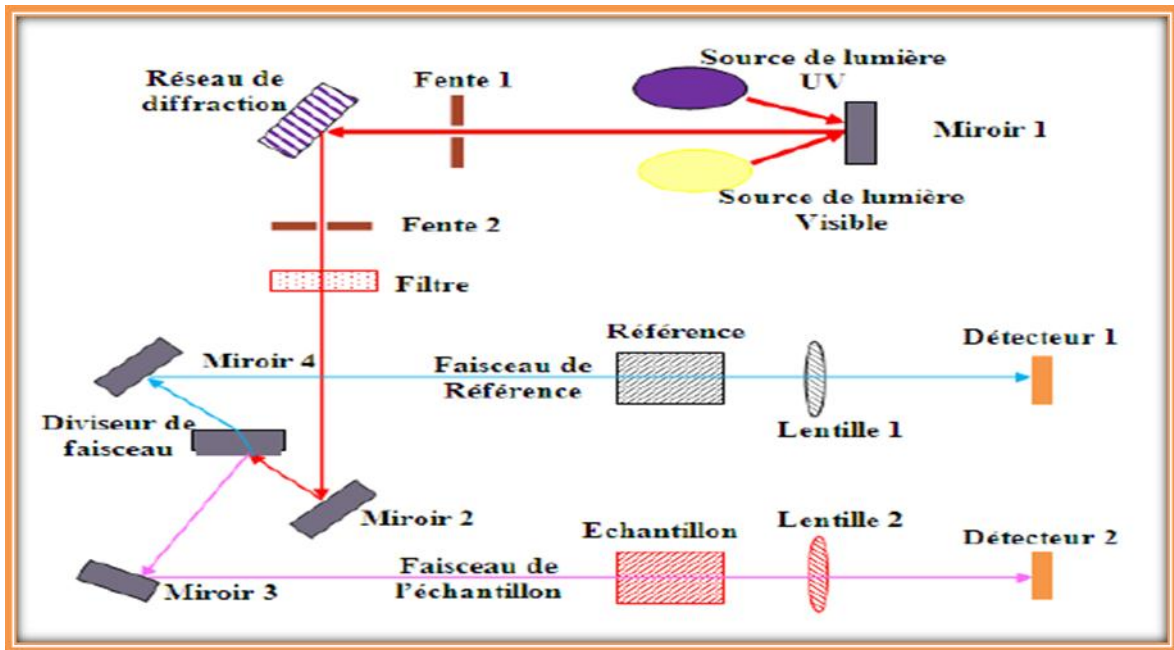 Source de lumière
UV
Réseau de
diffraction
Fente 1
Miroir 1
Source de lumière
Visible
Fente 2
Filtre
Référence
Détecteur 1
Miroir 4
Faisceau de
Référence
Diviseur de
faisceau
Lentille 1
Miroir 2
Echantillon
Lentille 2
Détecteur 2
Miroir 3
Faisceau de
l'échantillon